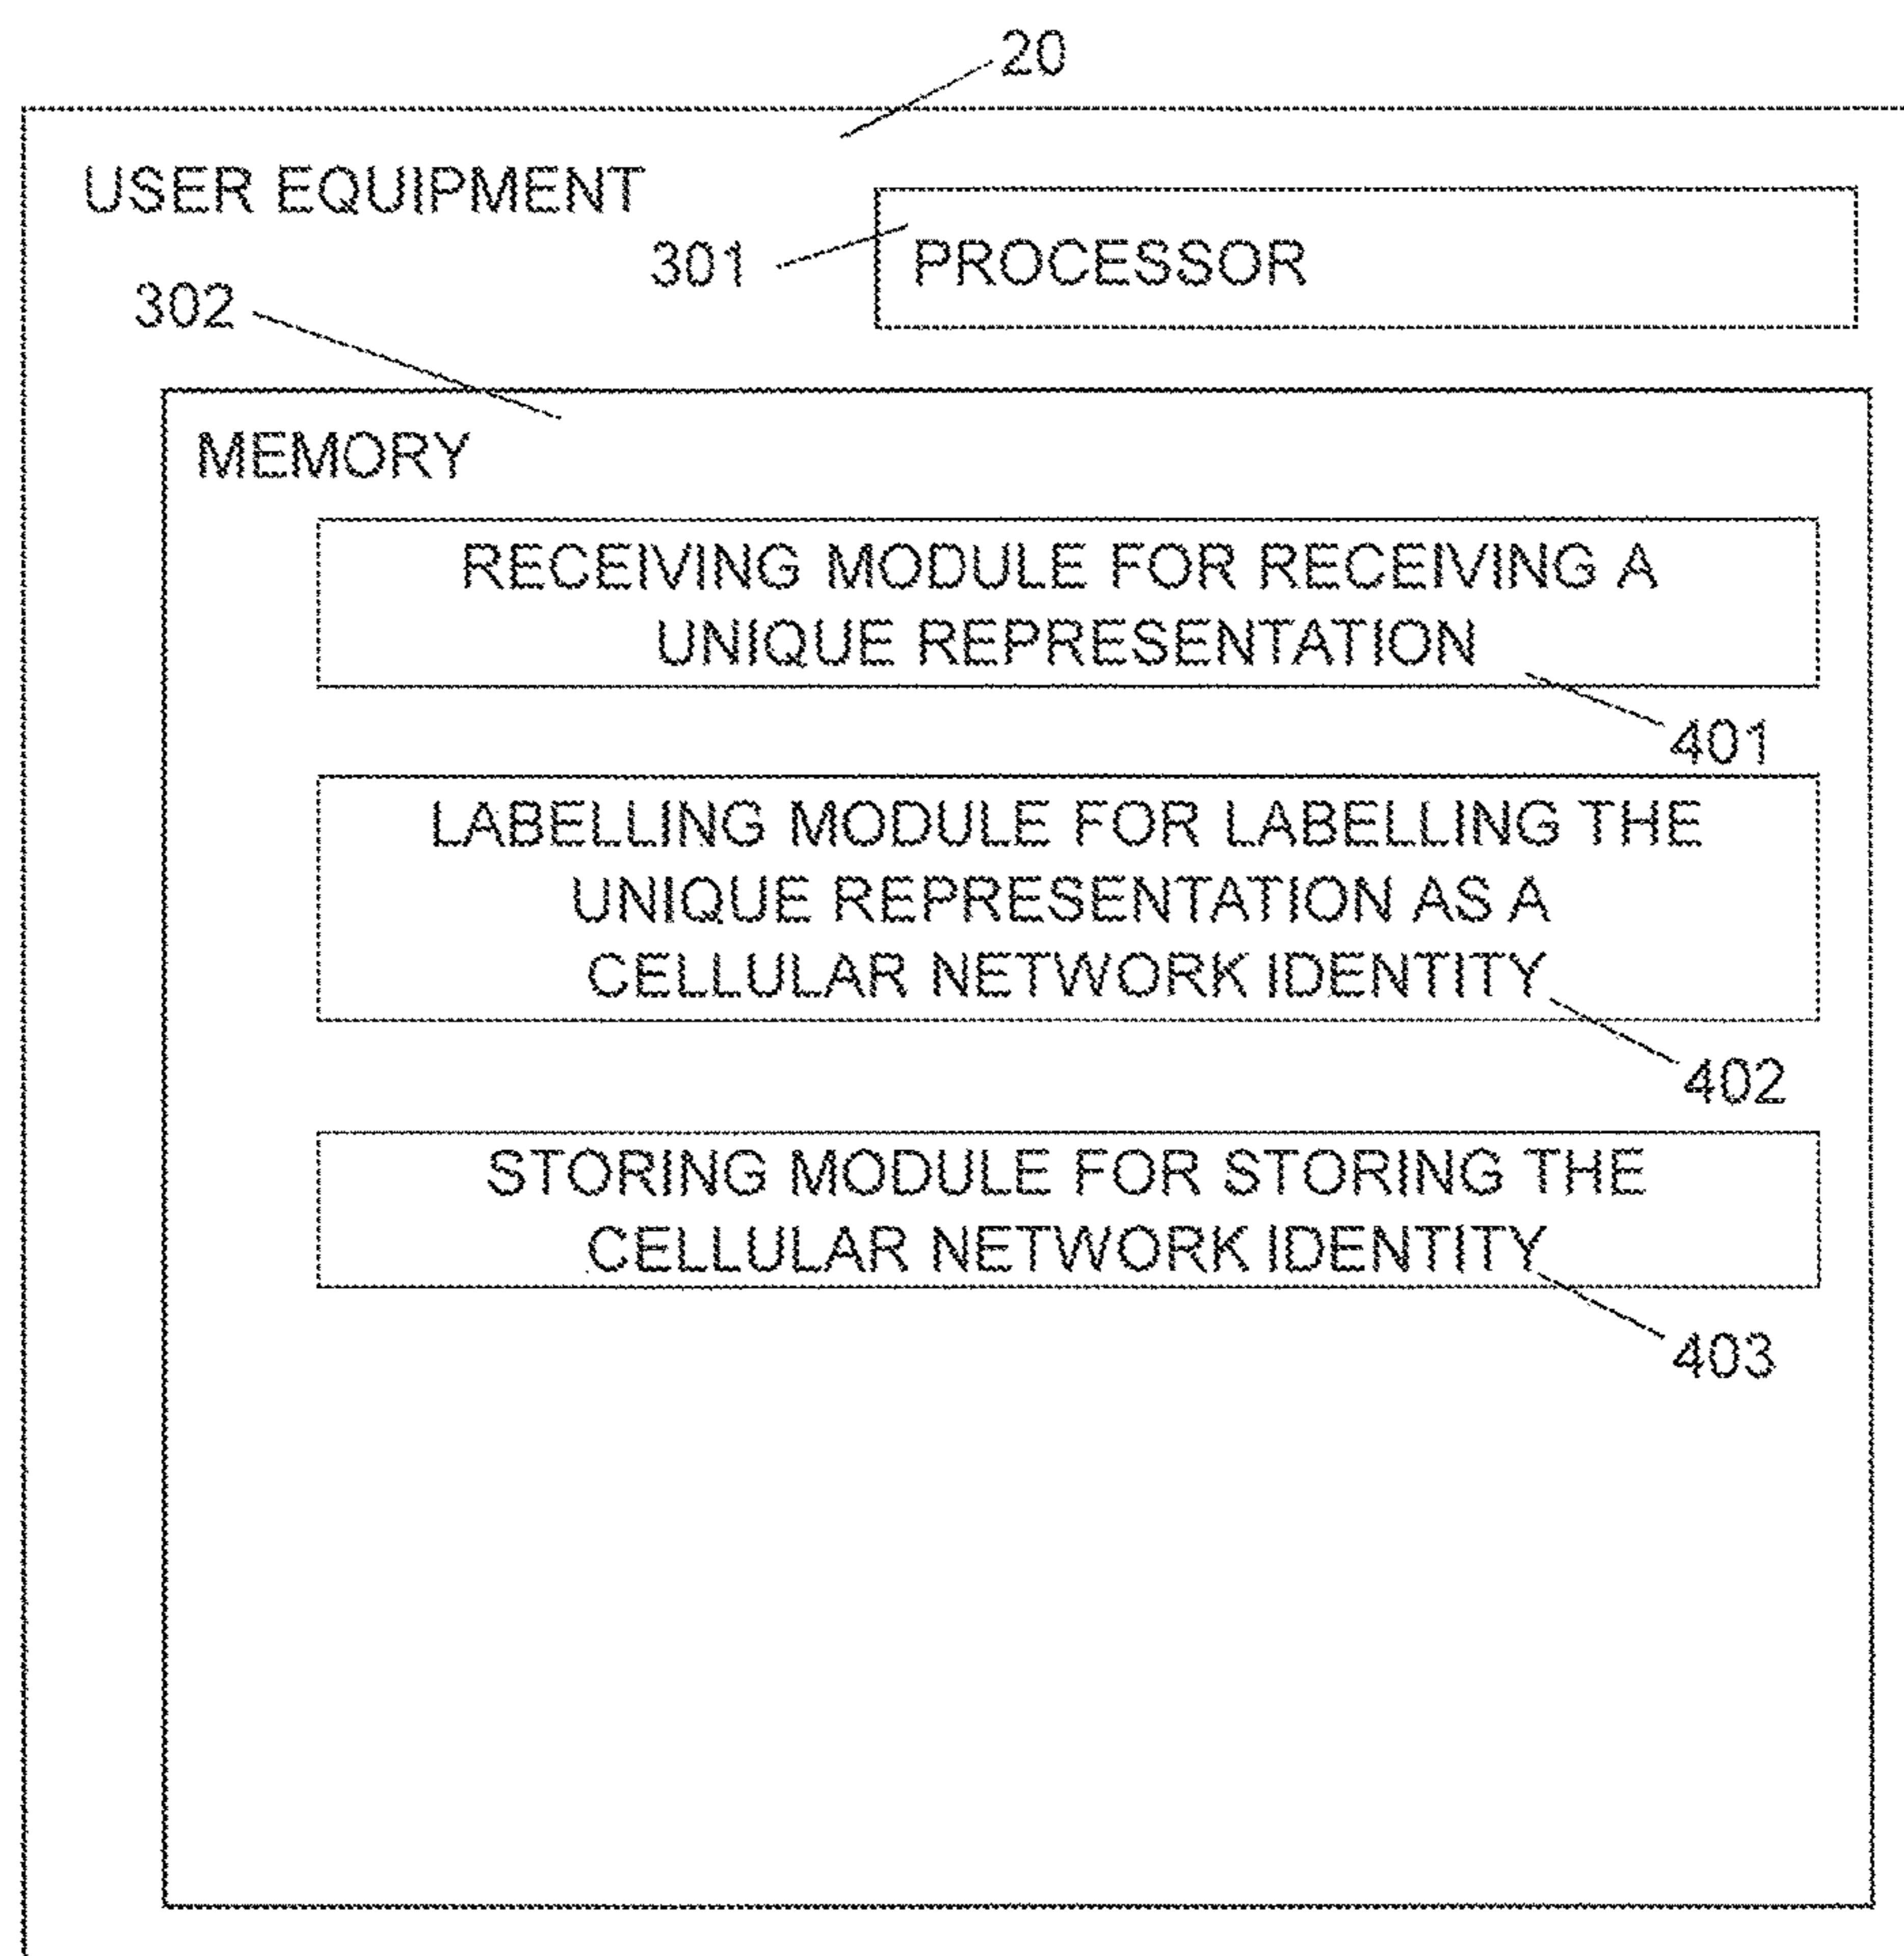 20
USER EQUIPMENT
301
PROCESSOR
302
MEMORY
RECEIVING MODULE FOR RECEIVING A
UNIQUE REPRESENTATION
401
LABELLING MODULE FOR LABELLING THE
UNIQUE REPRESENTATION AS A
CELLULAR NETWORK IDENTITY
402
STORING MODULE FOR STORING THE
CELLULAR NETWORK IDENTITY
403